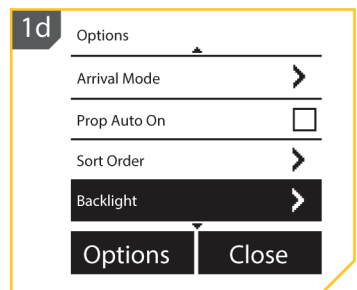 1d
Options
Arrival Mode
Prop Auto On
Sort Order
Backlight
Options Close